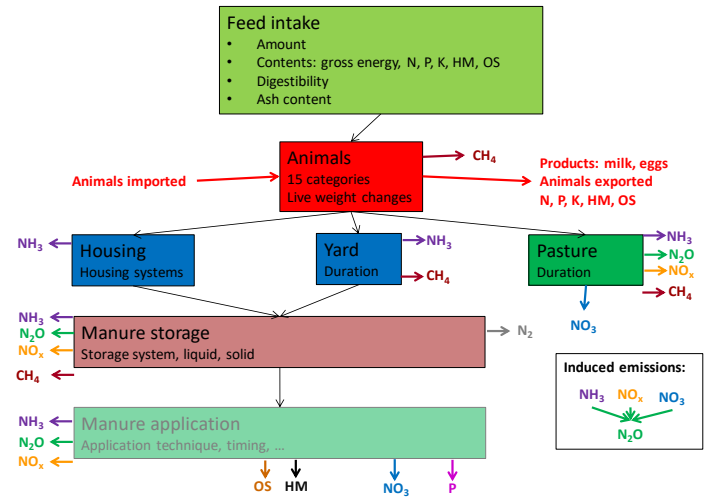 Feed intake
• Amount
• Contents: gross energy, N, P, K, HM, OS
• Digestibility
• Ash content
Animals
15 categories
Live weight changes
CH4
Animals imported
Products: milk, eggs
Animals exported
N, P, K, HM, OS
NH3
Housing
Housing systems
Yard
Duration
NH3
CH4
Pasture
Duration
NH3
N2O
NOx
CH4
NO3
NH3
N2O
NOx
CH4
Manure storage
Storage system, liquid, solid
N2
Induced emissions:
NH3 NOx NO3
N2O
NH3
N2O
NOx
Manure application
Application technique, timing, ...
OS HM NO3 P